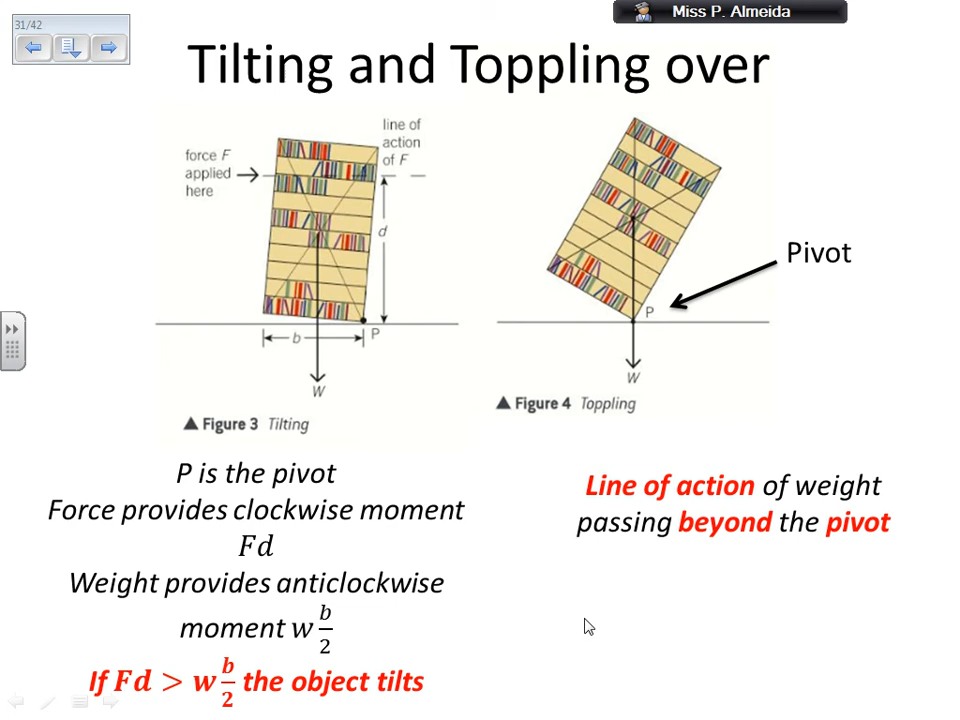 31/42
Miss P. Almeida
Tilting and Toppling over
force F
applied
here
line of
action
of F
d
b
P
W
▲ Figure 3 Tilting
P
W
▲ Figure 4 Toppling
Pivot
P is the pivot
Force provides clockwise moment
Fd
Weight provides anticlockwise
moment w b/2
If Fd > w b/2 the object tilts
Line of action of weight
passing beyond the pivot